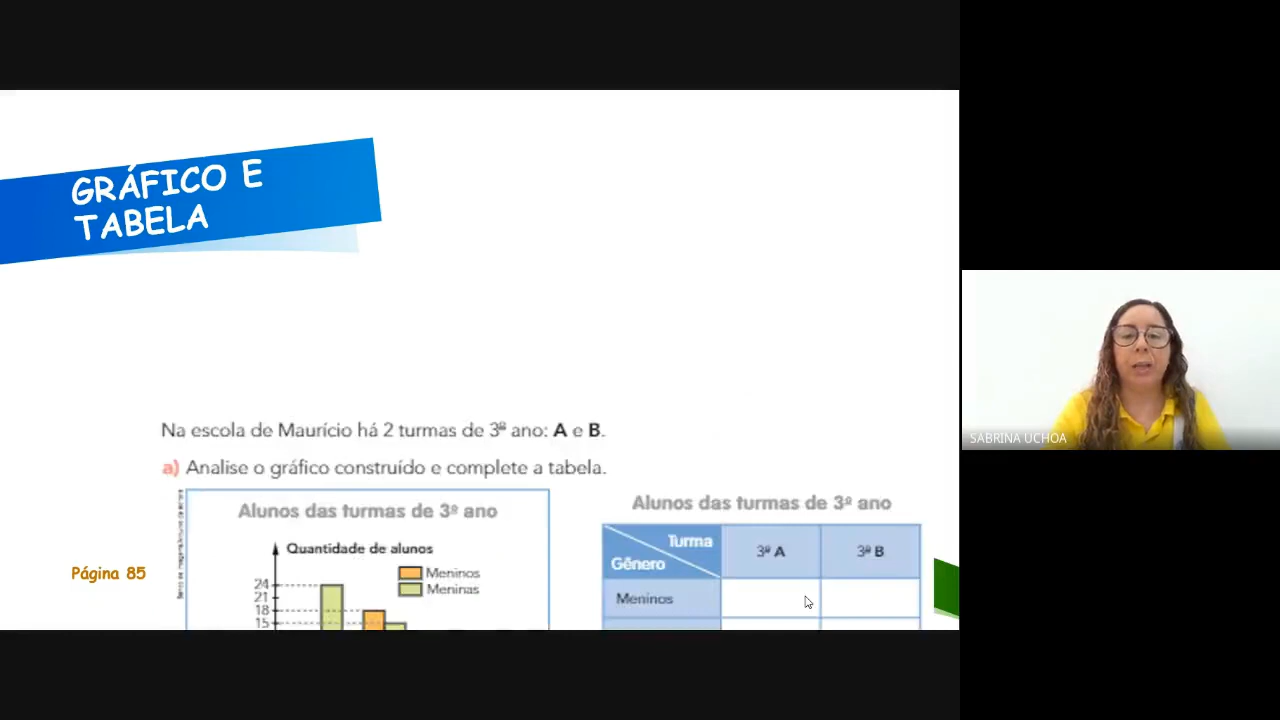 GRÁFICO E
TABELA
Na escola de Maurício há 2 turmas de 3º ano: A e B.
a) Analise o gráfico construído e complete a tabela.
Alunos das turmas de 3º ano
Quantidade de alunos
Meninos
Meninas
24
21
18
15
Alunos das turmas de 3º ano
Turma
Gênero
3º A
3º B
Meninos
Página 85
SABRINA UCHOA